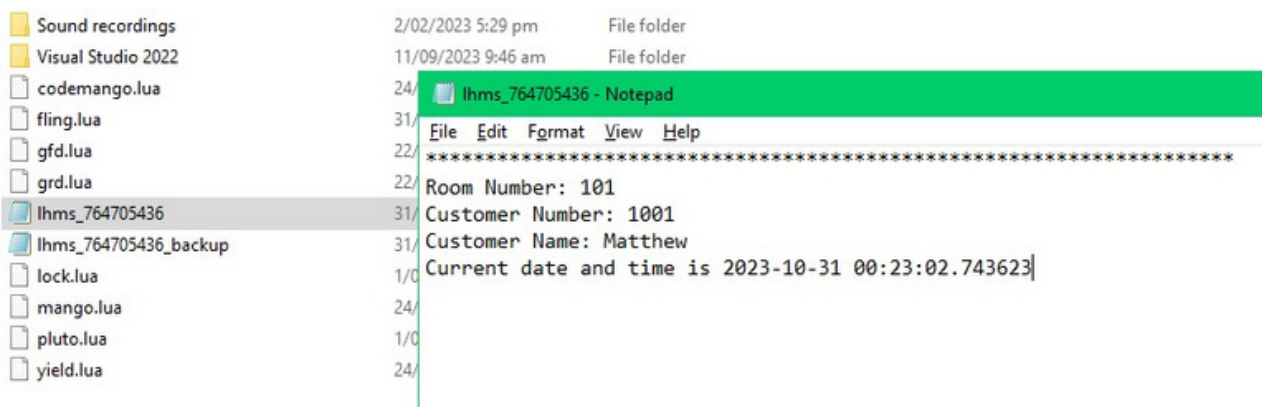 Sound recordings 2/02/2023 5:29 pm File folder
Visual Studio 2022 11/09/2023 9:46 am File folder
codemango.lua 24/
fling.lua 31/
gfd.lua 22/
grd.lua 22/
lhms_764705436 31/
lhms_764705436_backup 31/
lock.lua 1/0
mango.lua 24/
pluto.lua 1/0
yield.lua 24/
lhms_764705436 - Notepad
File Edit Format View Help
********************************************************************
Room Number: 101
Customer Number: 1001
Customer Name: Matthew
Current date and time is 2023-10-31 00:23:02.743623